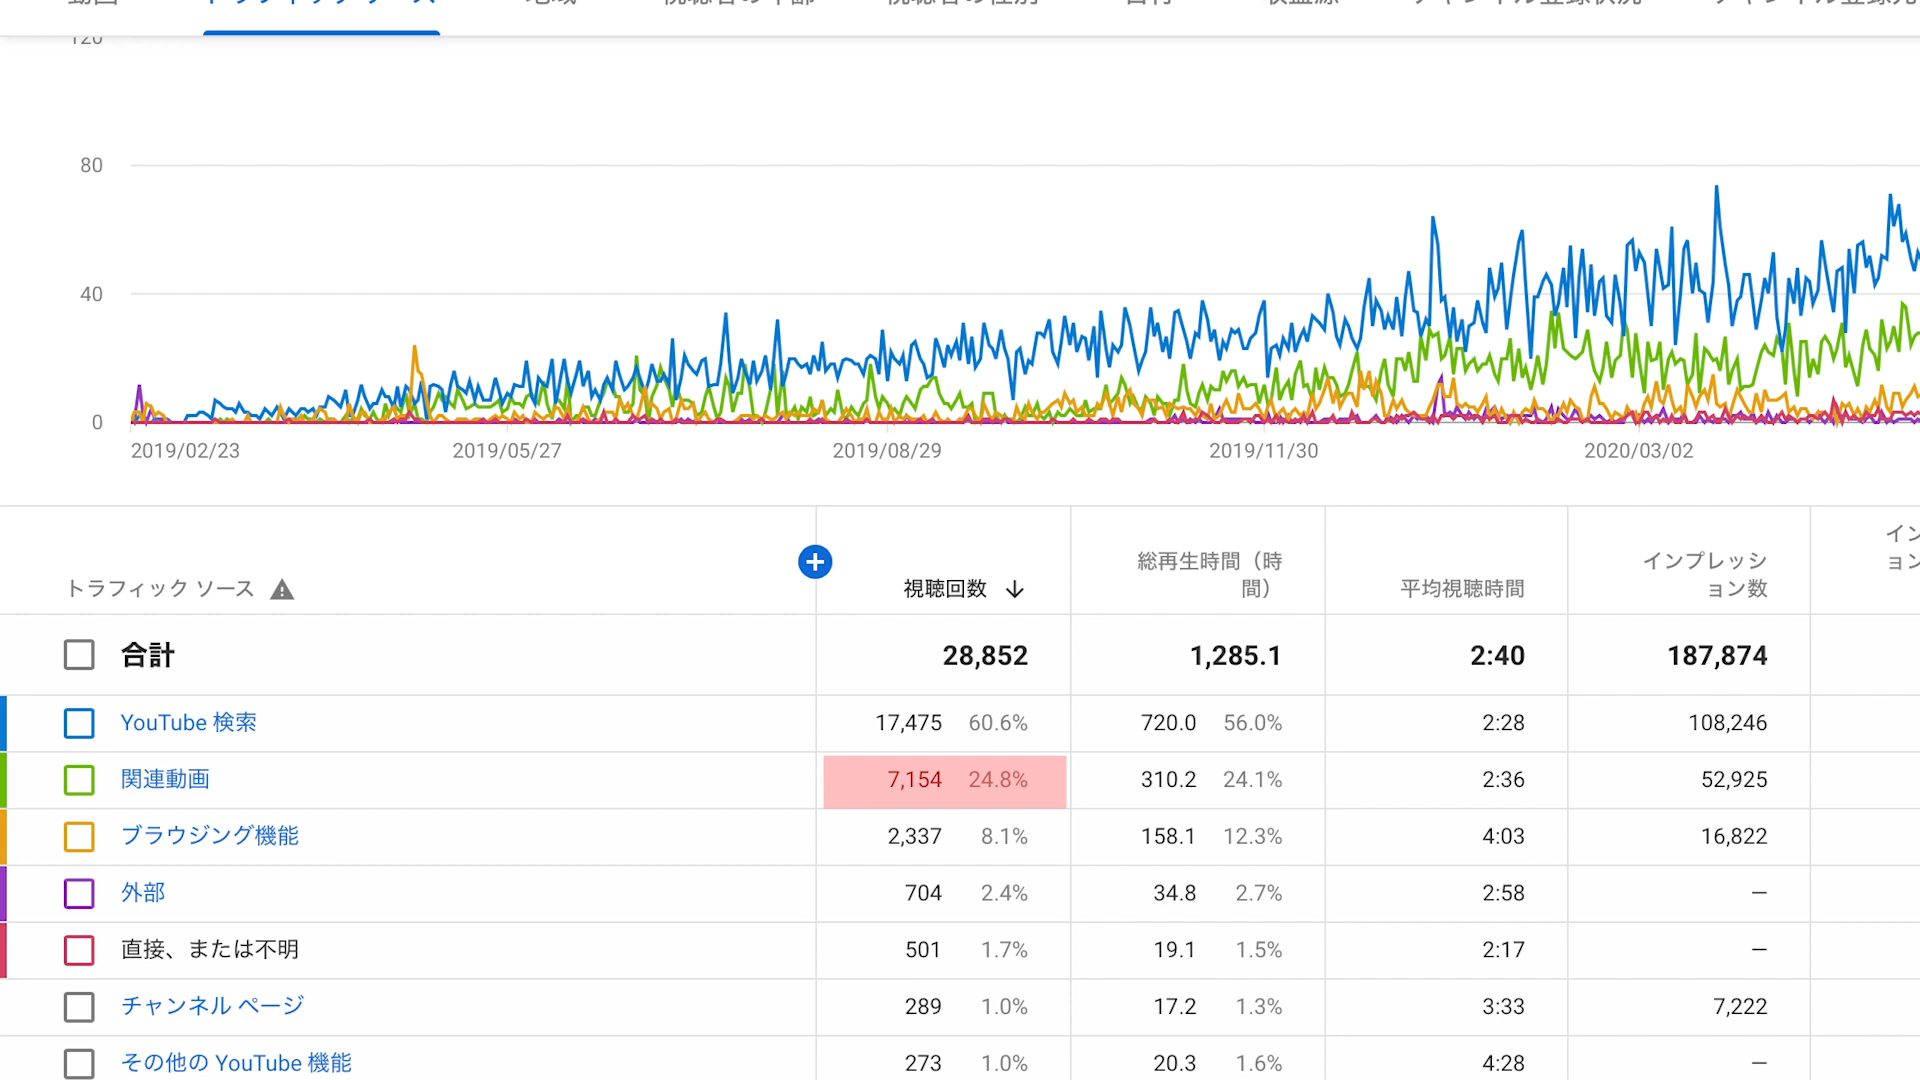 120
80
40
0
2019/02/23 2019/05/27 2019/08/29 2019/11/30 2020/03/02
トラフィック ソース 視聴回数 総再生時間（時間） 平均視聴時間 インプレッション数
合計 28,852 1,285.1 2:40 187,874
YouTube 検索 17,475 60.6% 720.0 56.0% 2:28 108,246
関連動画 7,154 24.8% 310.2 24.1% 2:36 52,925
ブラウジング機能 2,337 8.1% 158.1 12.3% 4:03 16,822
外部 704 2.4% 34.8 2.7% 2:58 —
直接、または不明 501 1.7% 19.1 1.5% 2:17 —
チャンネル ページ 289 1.0% 17.2 1.3% 3:33 7,222
その他の YouTube 機能 273 1.0% 20.3 1.6% 4:28 —